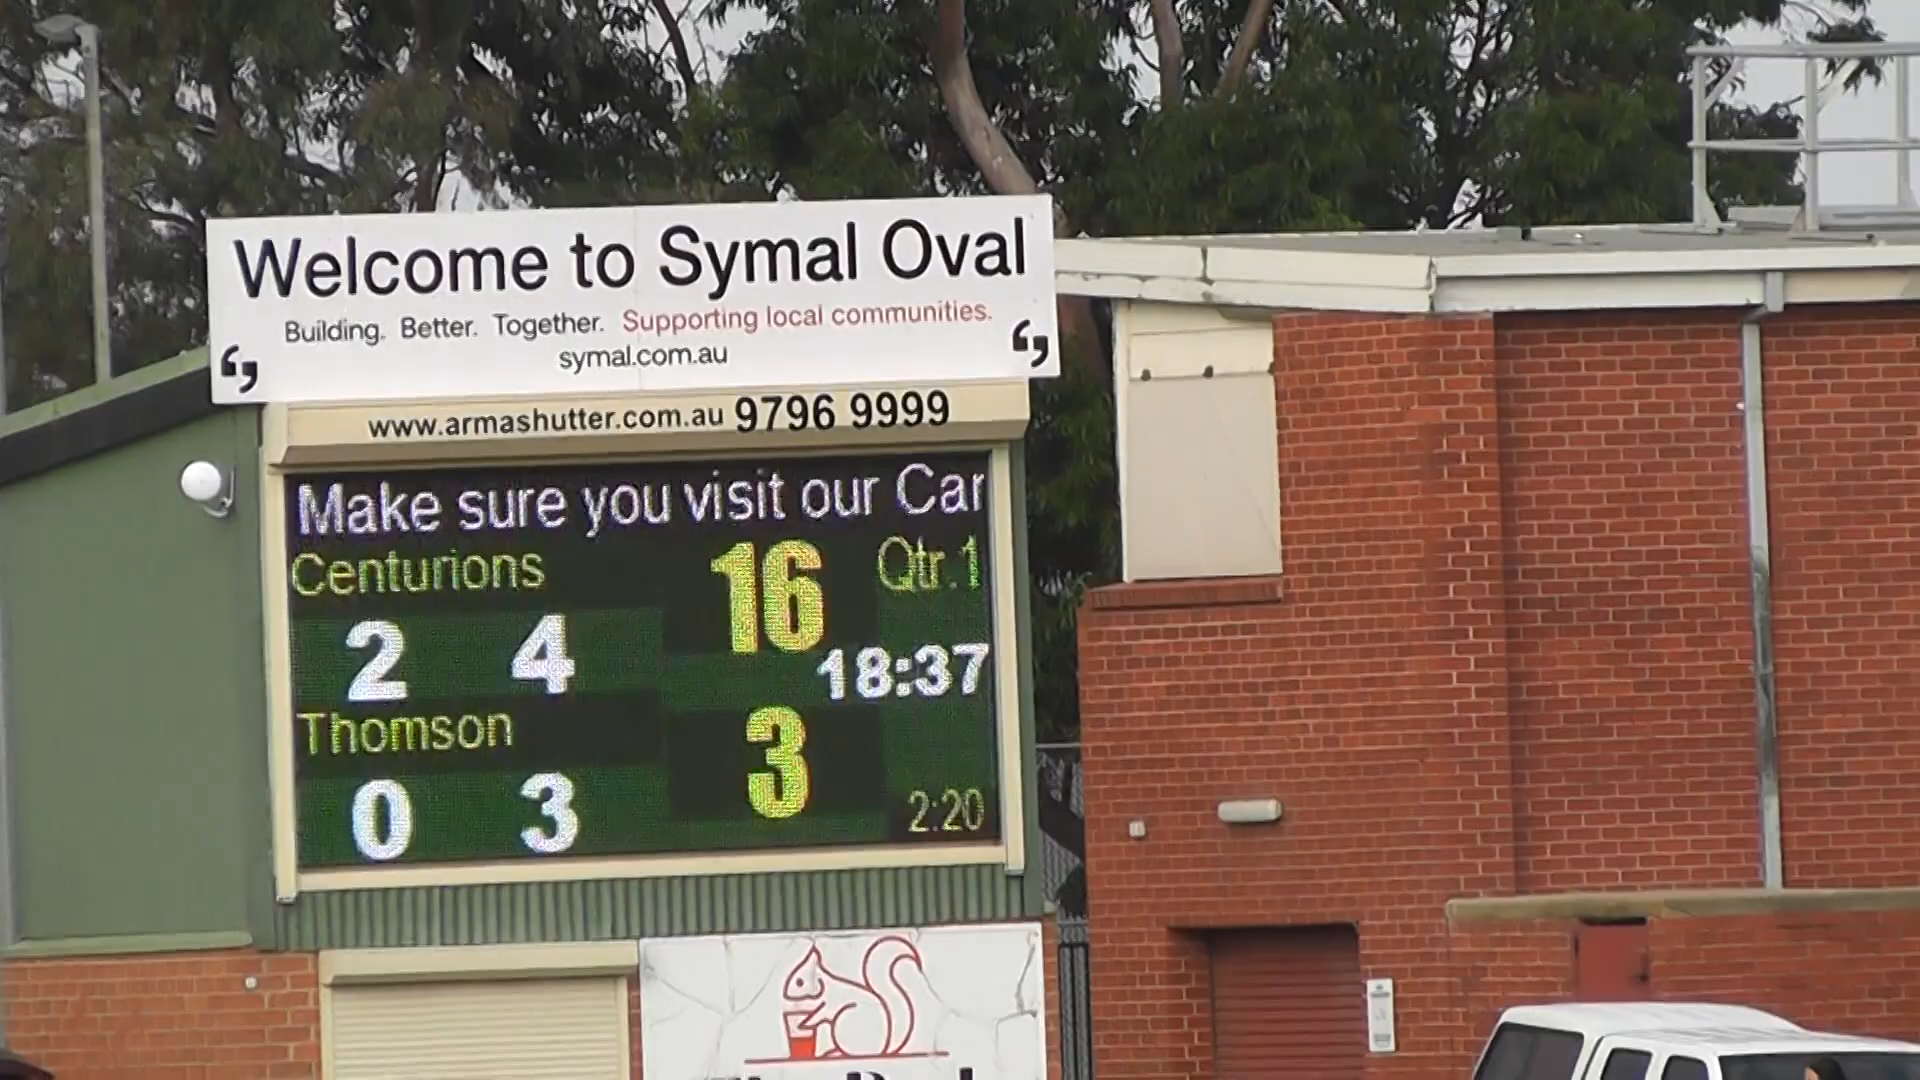 Welcome to Symal Oval
Building. Better. Together. Supporting local communities.
symal.com.au
www.armashutter.com.au 9796 9999
Make sure you visit our Car
Centurions 16 Qtr.1
2 4 18:37
Thomson 3
0 3 2:20